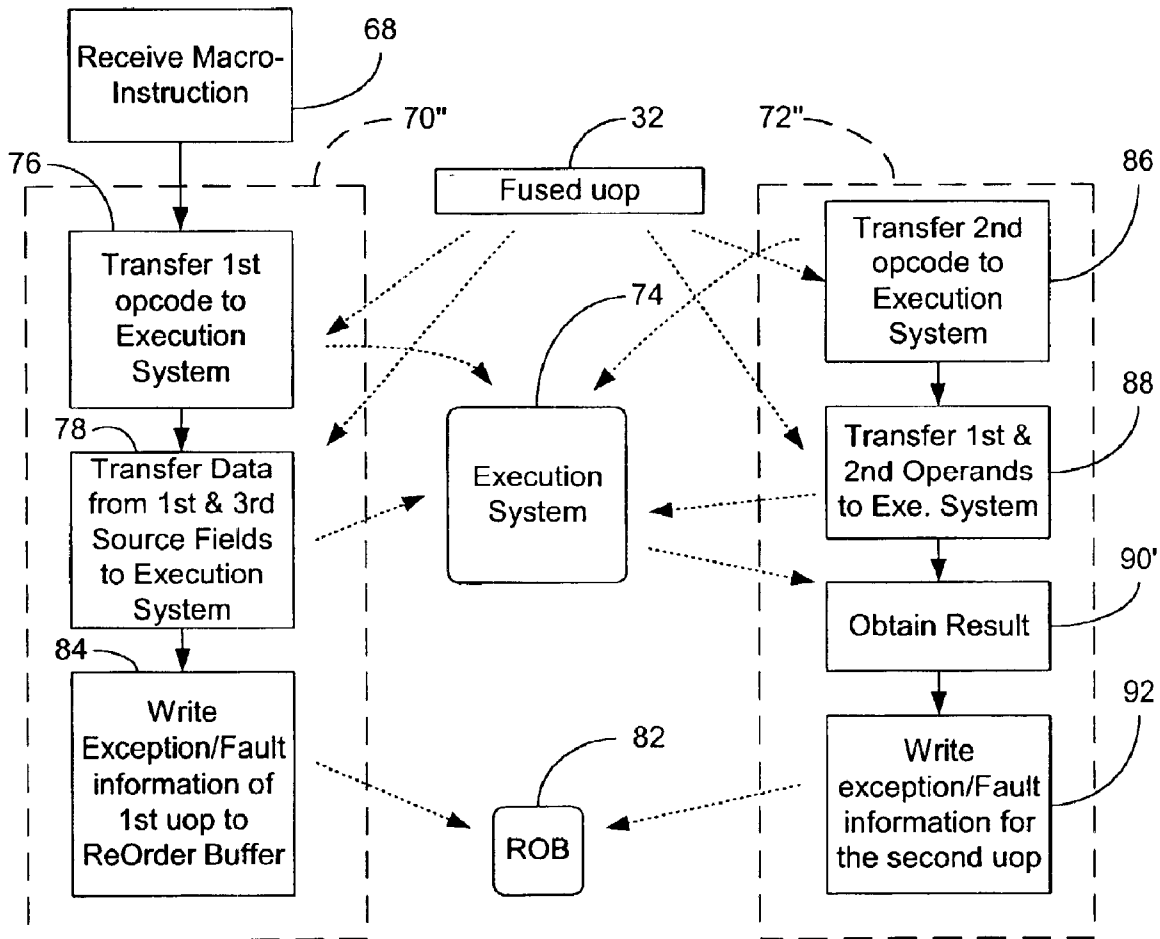 Receive Macro-
Instruction
68
70"
32
72"
76
86
Fused uop
Transfer 1st
opcode to
Execution
System
Transfer 2nd
opcode to
Execution
System
74
78
88
Transfer Data
from 1st & 3rd
Source Fields
to Execution
System
Execution
System
Transfer 1st &
2nd Operands
to Exe. System
90'
Obtain Result
84
92
Write
Exception/Fault
information of
1st uop to
ReOrder Buffer
82
ROB
Write
exception/Fault
information for
the second uop